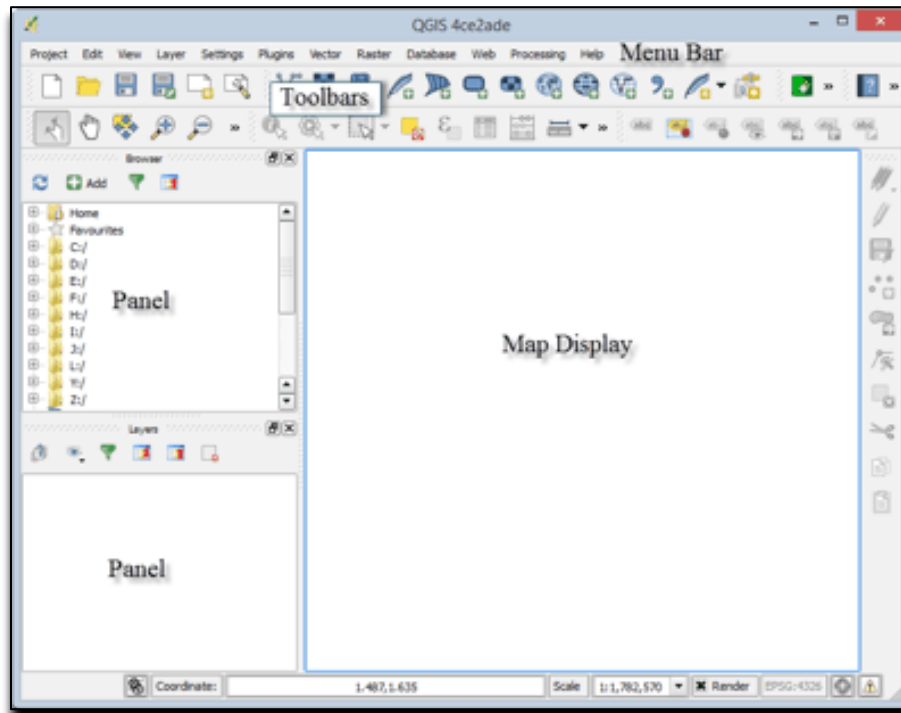 QGIS 4ce2ade
Project Edit View Layer Settings Plugins Vector Raster Database Web Processing Help Menu Bar
Toolbars
Browser
Add
Home
Favourites
C:/
D:/
E:/
F:/
H:/
I:/
J:/
L:/
Y:/
Z:/
Panel
Map Display
Layers
Panel
Coordinate: 1.487,1.635 Scale 1:1,782,570 Render EPSG:4326